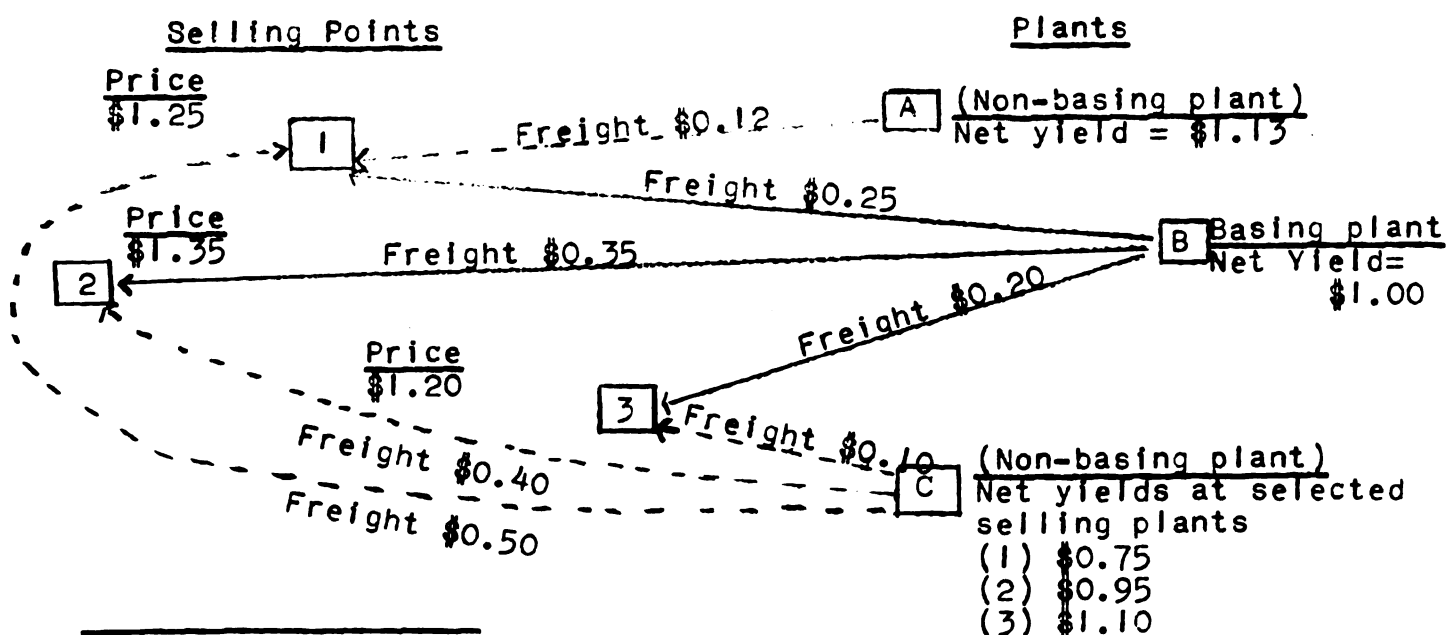 Selling Points
Plants
Price
$1.25
1
Freight $0.12
A
(Non-basing plant)
Net yield = $1.13
Freight $0.25
Price
$1.35
2
Freight $0.35
B
Basing plant
Net Yield=
$1.00
Freight $0.20
Price
$1.20
3
Freight $0.10
Freight $0.40
Freight $0.50
C
(Non-basing plant)
Net yields at selected
selling plants
(1) $0.75
(2) $0.95
(3) $1.10